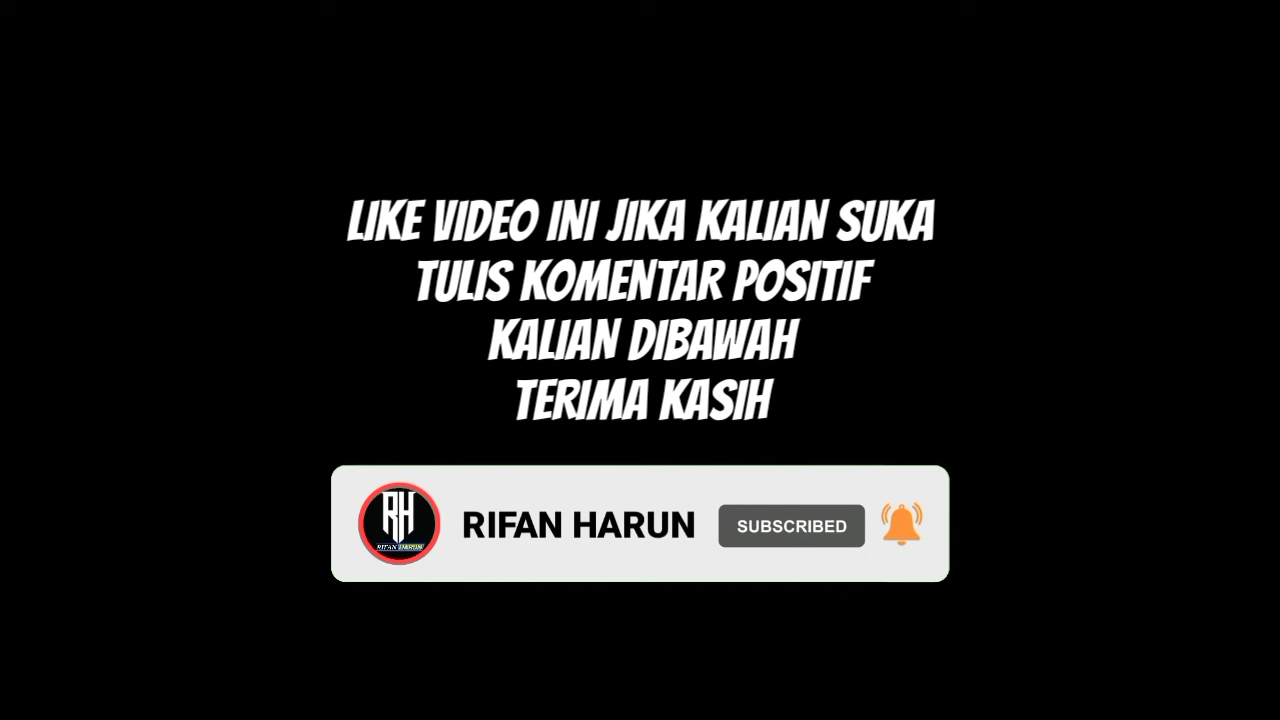 LIKE VIDEO INI JIKA KALIAN SUKA
TULIS KOMENTAR POSITIF
KALIAN DIBAWAH
TERIMA KASIH
RH
RIFAN HARUN
RIFAN HARUN
SUBSCRIBED